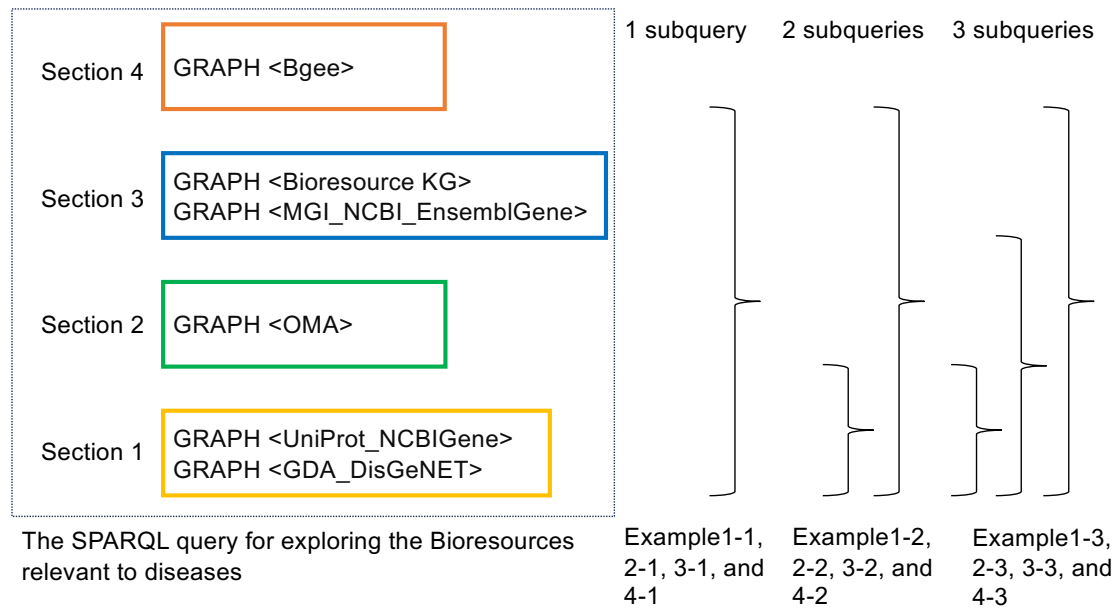 1 subquery
2 subqueries
3 subqueries
Section 4
GRAPH <Bgee>
Section 3
GRAPH <Bioresource KG>
GRAPH <MGI_NCBI_EnsemblGene>
Section 2
GRAPH <OMA>
Section 1
GRAPH <UniProt_NCBIGene>
GRAPH <GDA_DisGeNET>
The SPARQL query for exploring the Bioresources
relevant to diseases
Example1-1,
2-1, 3-1, and
4-1
Example1-2,
2-2, 3-2, and
4-2
Example1-3,
2-3, 3-3, and
4-3